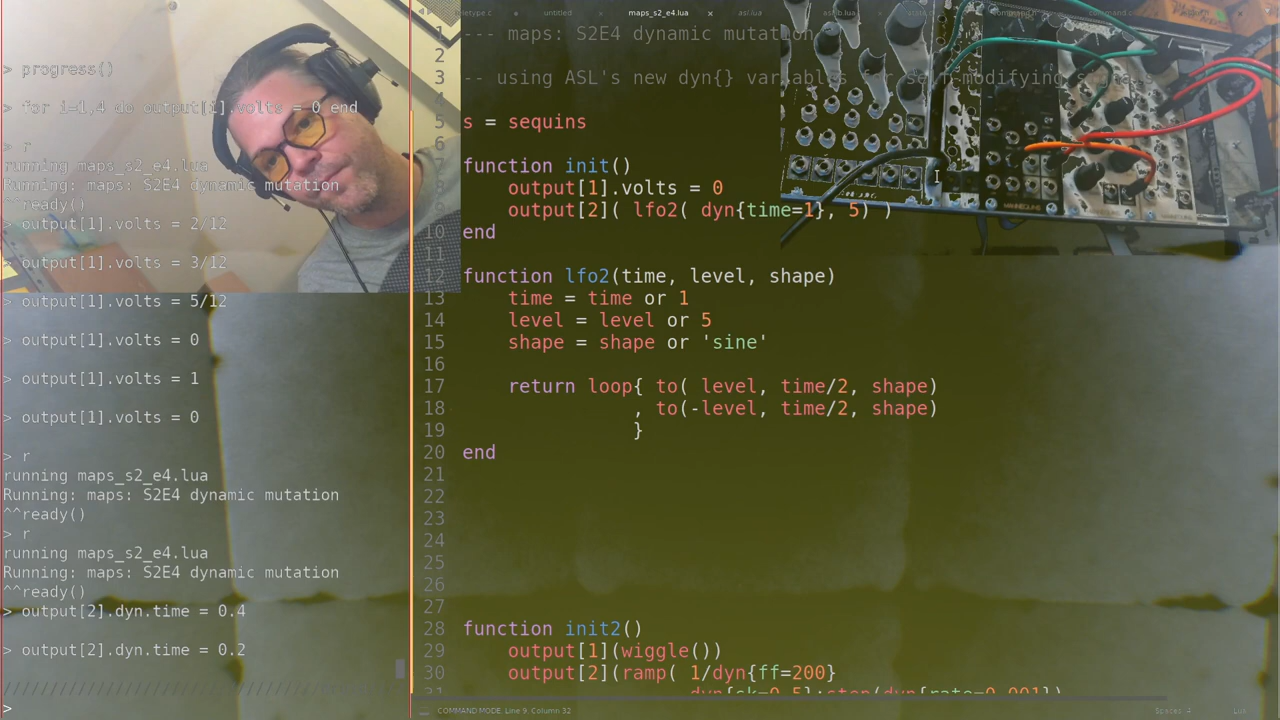 > progress()
> for i=1,4 do output[i].volts = 0 end
> r
running maps_s2_e4.lua
Running: maps: S2E4 dynamic mutation
^^ready()
> output[1].volts = 2/12
> output[1].volts = 3/12
> output[1].volts = 5/12
> output[1].volts = 0
> output[1].volts = 1
> output[1].volts = 0
> r
running maps_s2_e4.lua
Running: maps: S2E4 dynamic mutation
^^ready()
> r
running maps_s2_e4.lua
Running: maps: S2E4 dynamic mutation
^^ready()
> output[2].dyn.time = 0.4
> output[2].dyn.time = 0.2
>
untitled maps_s2_e4.lua
1 --- maps: S2E4 dynamic mutation
2
3 -- using ASL's new dyn{} variables for self-modifying
4
5 s = sequins
6
7 function init()
8 output[1].volts = 0
9 output[2]( lfo2( dyn{time=1}, 5) )
10 end
11
12 function lfo2(time, level, shape)
13 time = time or 1
14 level = level or 5
15 shape = shape or 'sine'
16
17 return loop{ to( level, time/2, shape)
18 , to(-level, time/2, shape)
19 }
20 end
21
22
23
24
25
26
27
28 function init2()
29 output[1](wiggle())
30 output[2](ramp( 1/dyn{ff=200}
COMMAND MODE, Line 9, Column 32